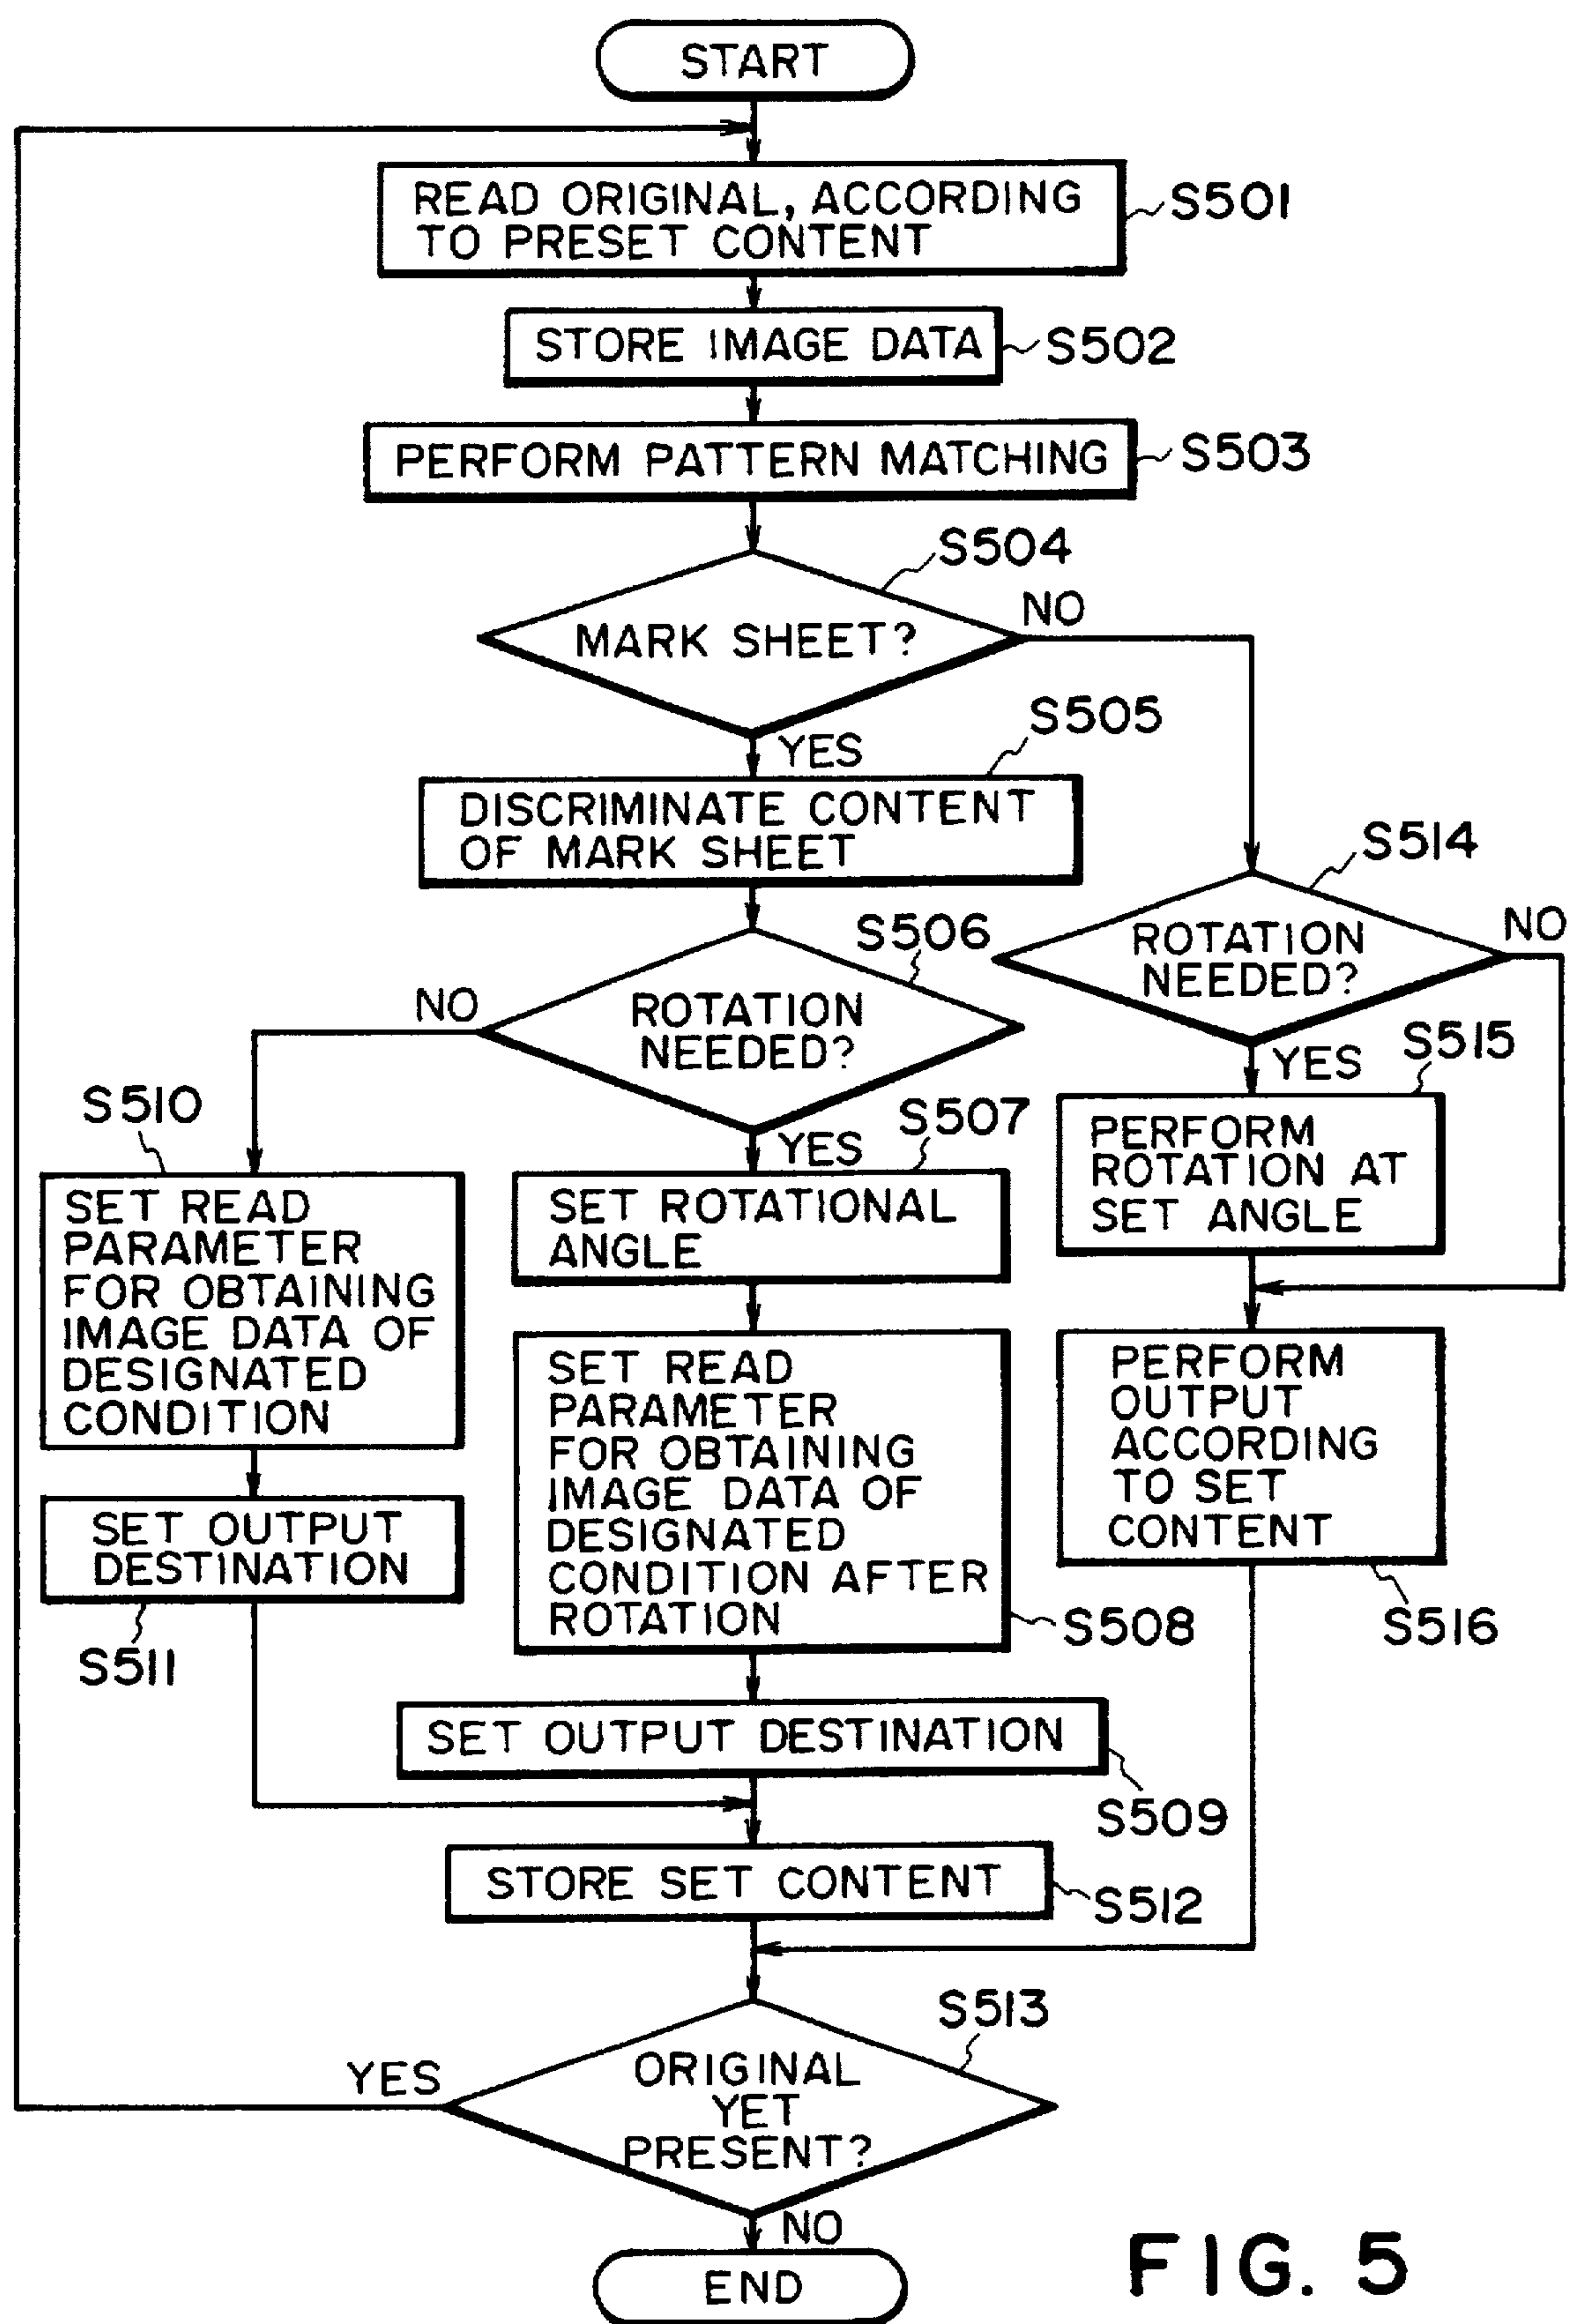 START
READ ORIGINAL, ACCORDING
TO PRESET CONTENT
S501
STORE IMAGE DATA
S502
PERFORM PATTERN MATCHING
S503
S504
MARK SHEET?
NO
YES
S505
DISCRIMINATE CONTENT
OF MARK SHEET
S506
ROTATION
NEEDED?
NO
YES
S514
ROTATION
NEEDED?
NO
YES
S515
PERFORM
ROTATION AT
SET ANGLE
S510
SET READ
PARAMETER
FOR OBTAINING
IMAGE DATA OF
DESIGNATED
CONDITION
S507
SET ROTATIONAL
ANGLE
SET READ
PARAMETER
FOR OBTAINING
IMAGE DATA OF
DESIGNATED
CONDITION AFTER
ROTATION
S508
PERFORM
OUTPUT
ACCORDING
TO SET
CONTENT
S516
SET OUTPUT
DESTINATION
S511
SET OUTPUT DESTINATION
S509
STORE SET CONTENT
S512
S513
ORIGINAL
YET
PRESENT?
YES
NO
END
FIG. 5